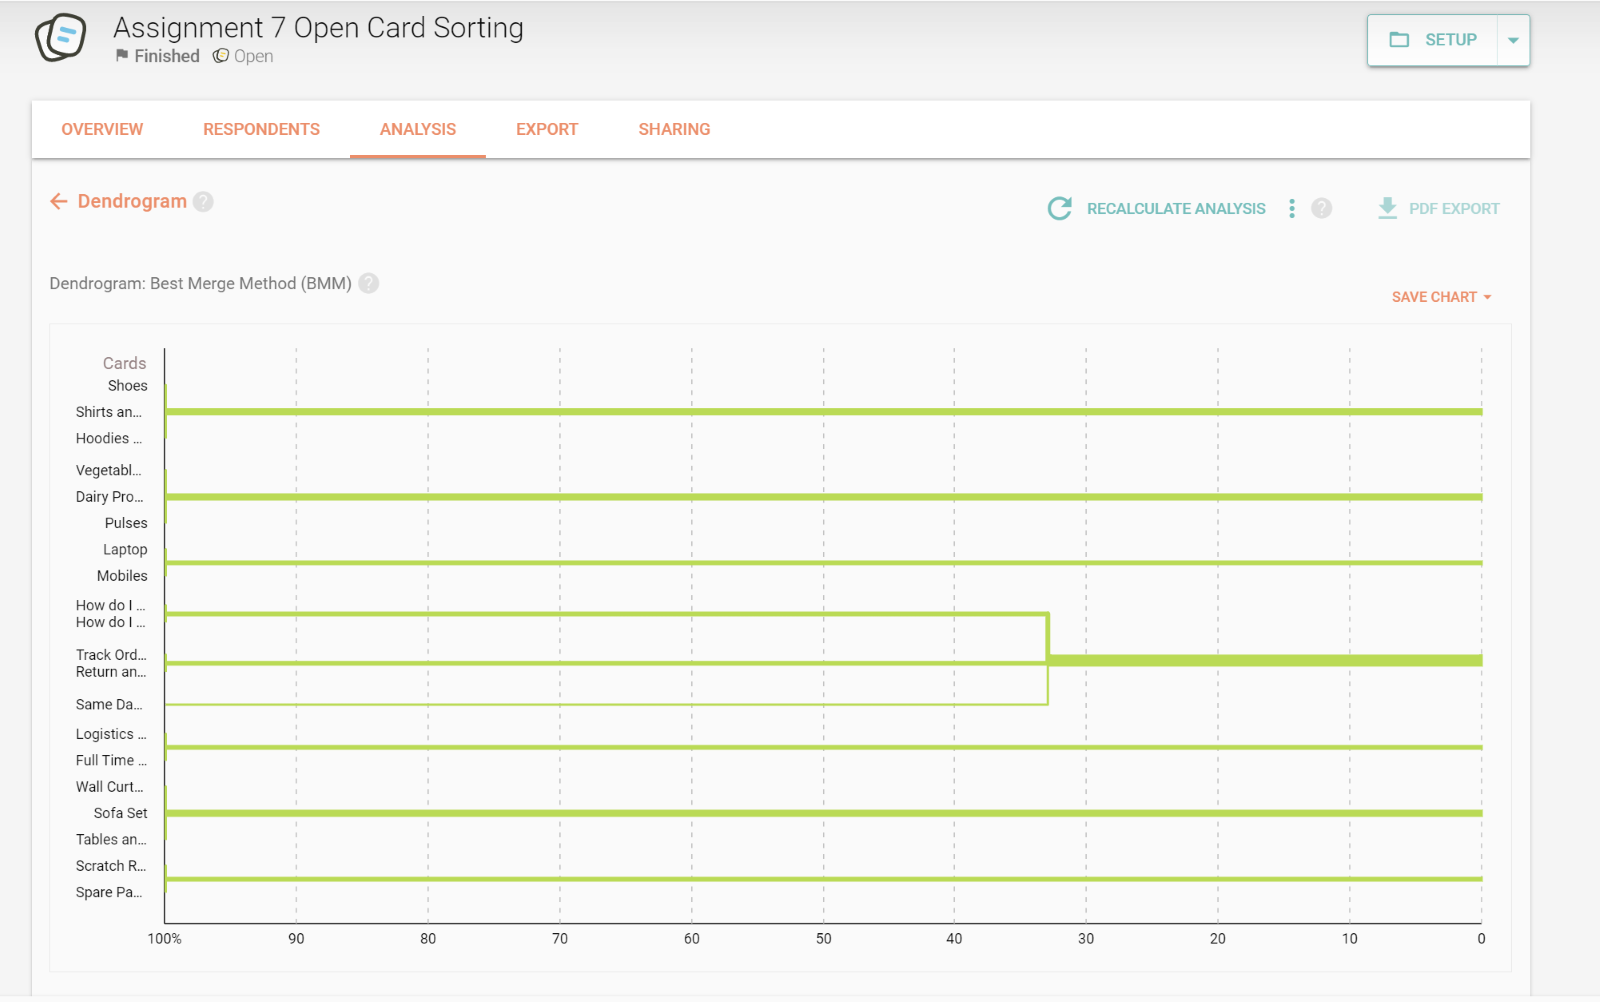 Assignment 7 Open Card Sorting
Finished Open
SETUP
OVERVIEW RESPONDENTS ANALYSIS EXPORT SHARING
Dendrogram ?
RECALCULATE ANALYSIS ? PDF EXPORT
Dendrogram: Best Merge Method (BMM) ?
SAVE CHART
Cards
Shoes
Shirts an...
Hoodies ...
Vegetabl...
Dairy Pro...
Pulses
Laptop
Mobiles
How do I ...
How do I ...
Track Ord...
Return an...
Same Da...
Logistics ...
Full Time ...
Wall Curt...
Sofa Set
Tables an...
Scratch R...
Spare Pa...
100% 90 80 70 60 50 40 30 20 10 0